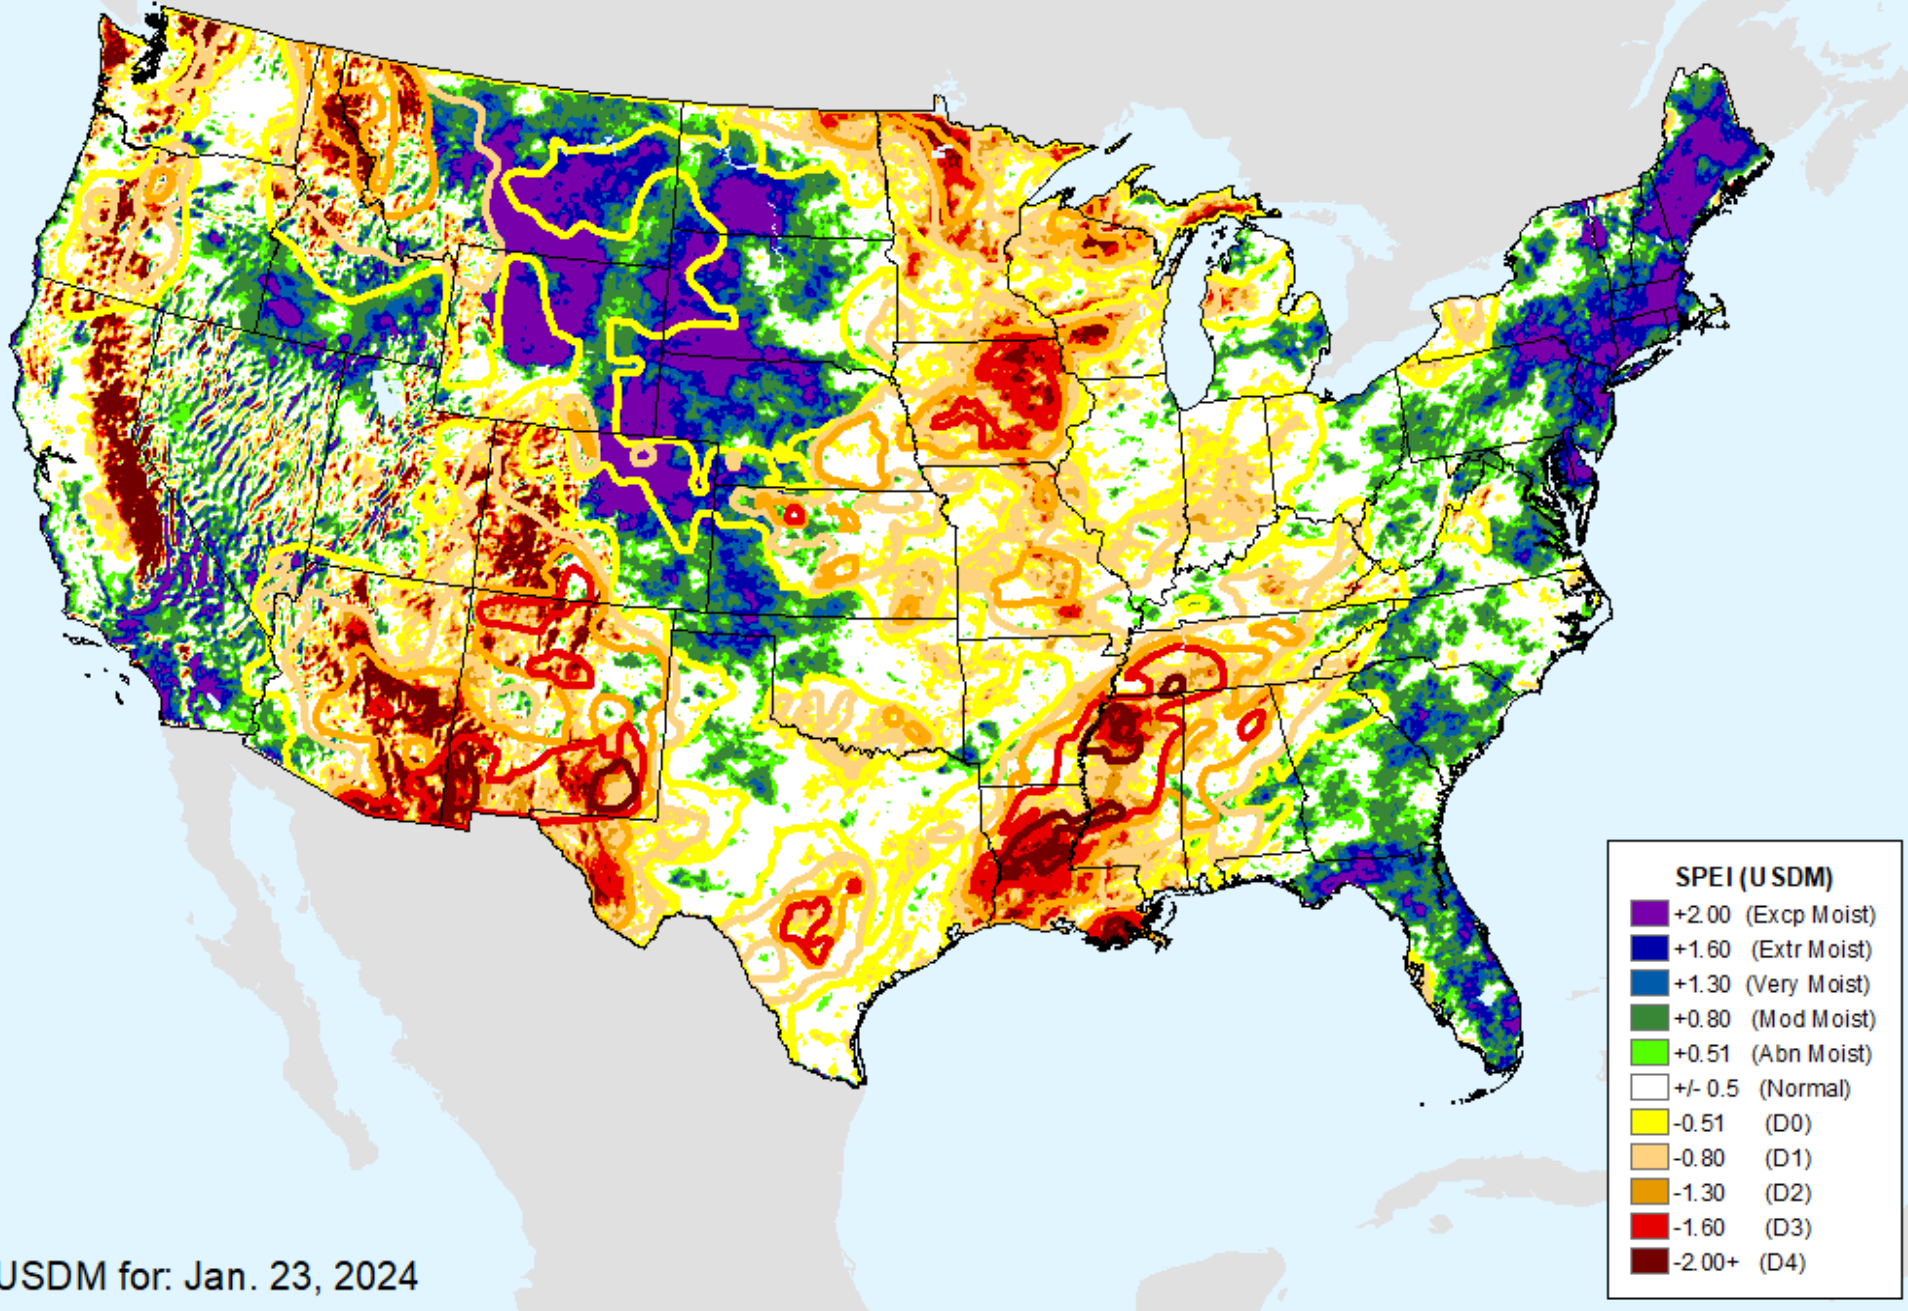 SPEI (USDM)
+2.00 (Excp Moist)
+1.60 (Extr Moist)
+1.30 (Very Moist)
+0.80 (Mod Moist)
+0.51 (Abn Moist)
+/- 0.5 (Normal)
-0.51 (D0)
-0.80 (D1)
-1.30 (D2)
-1.60 (D3)
-2.00+ (D4)
USDM for: Jan. 23, 2024